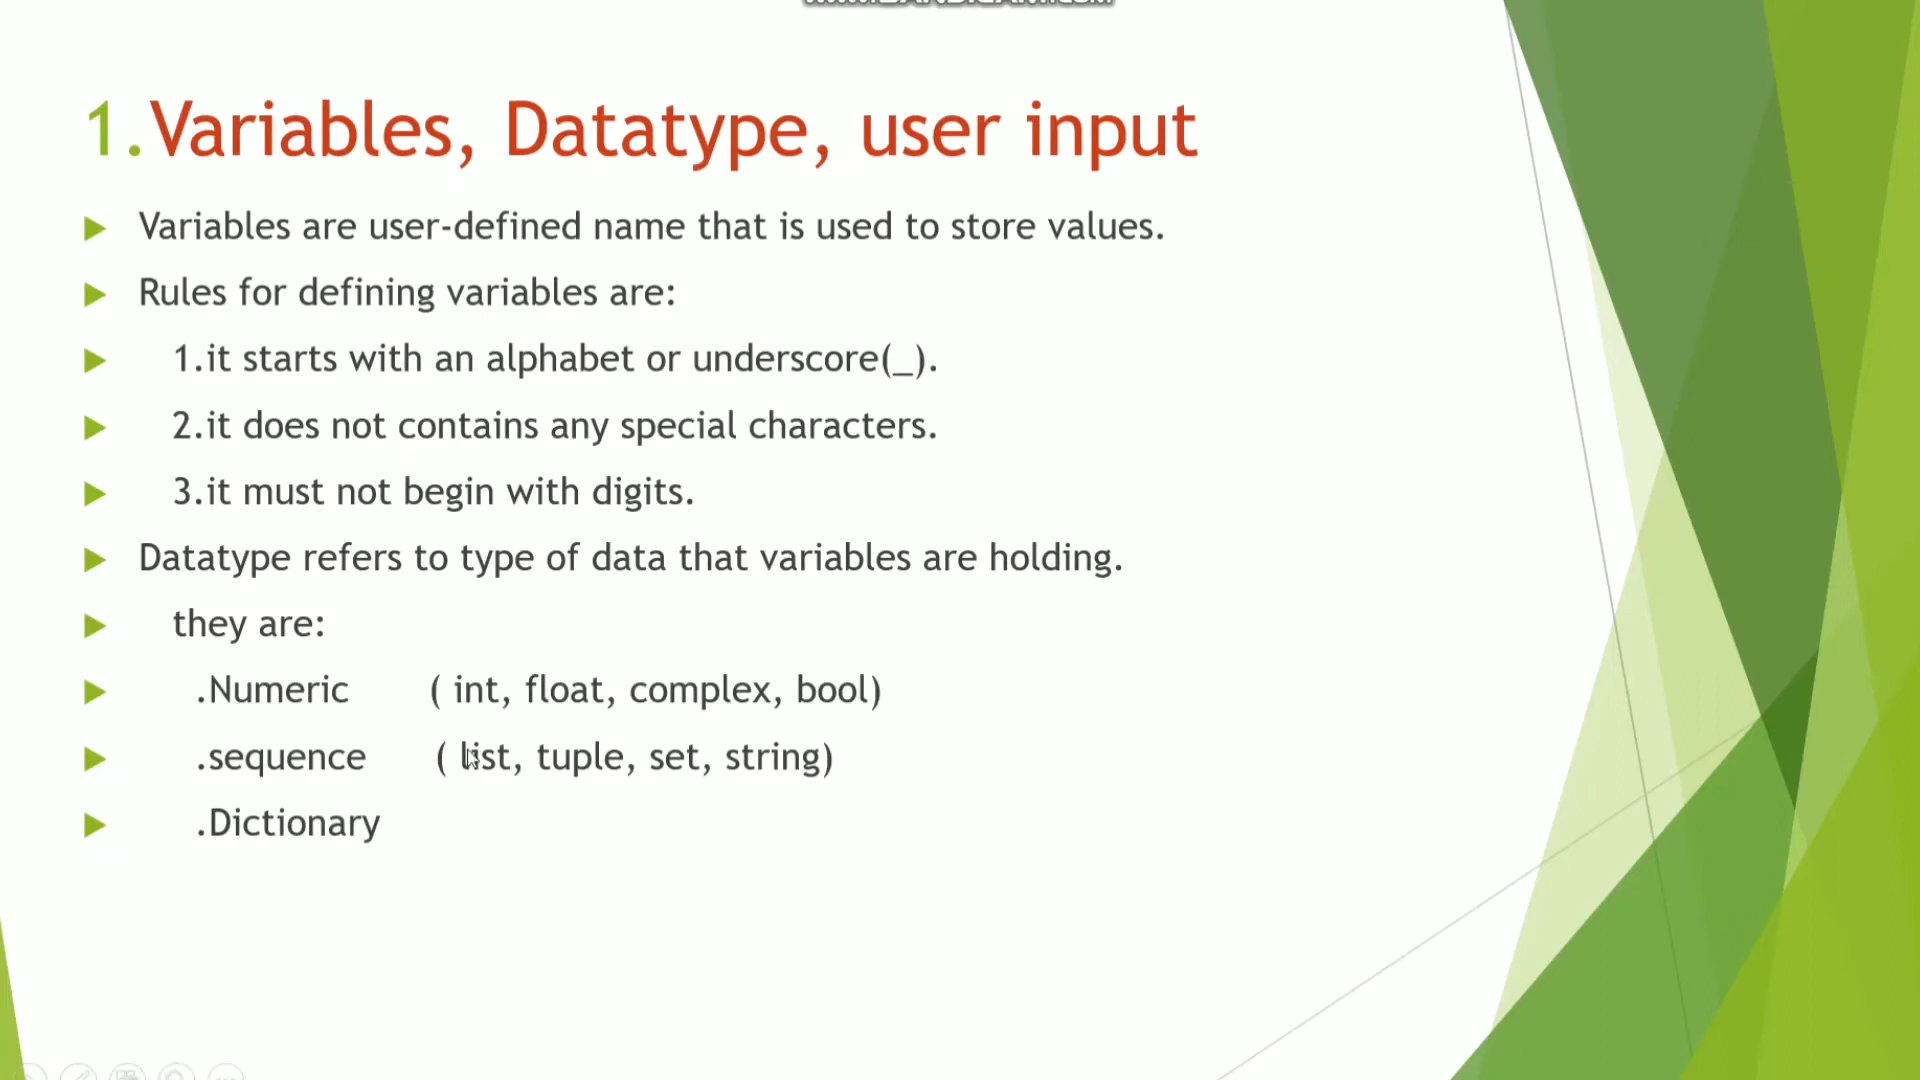 1.Variables, Datatype, user input
Variables are user-defined name that is used to store values.
Rules for defining variables are:
1.it starts with an alphabet or underscore(_).
2.it does not contains any special characters.
3.it must not begin with digits.
Datatype refers to type of data that variables are holding.
they are:
.Numeric ( int, float, complex, bool)
.sequence ( list, tuple, set, string)
.Dictionary